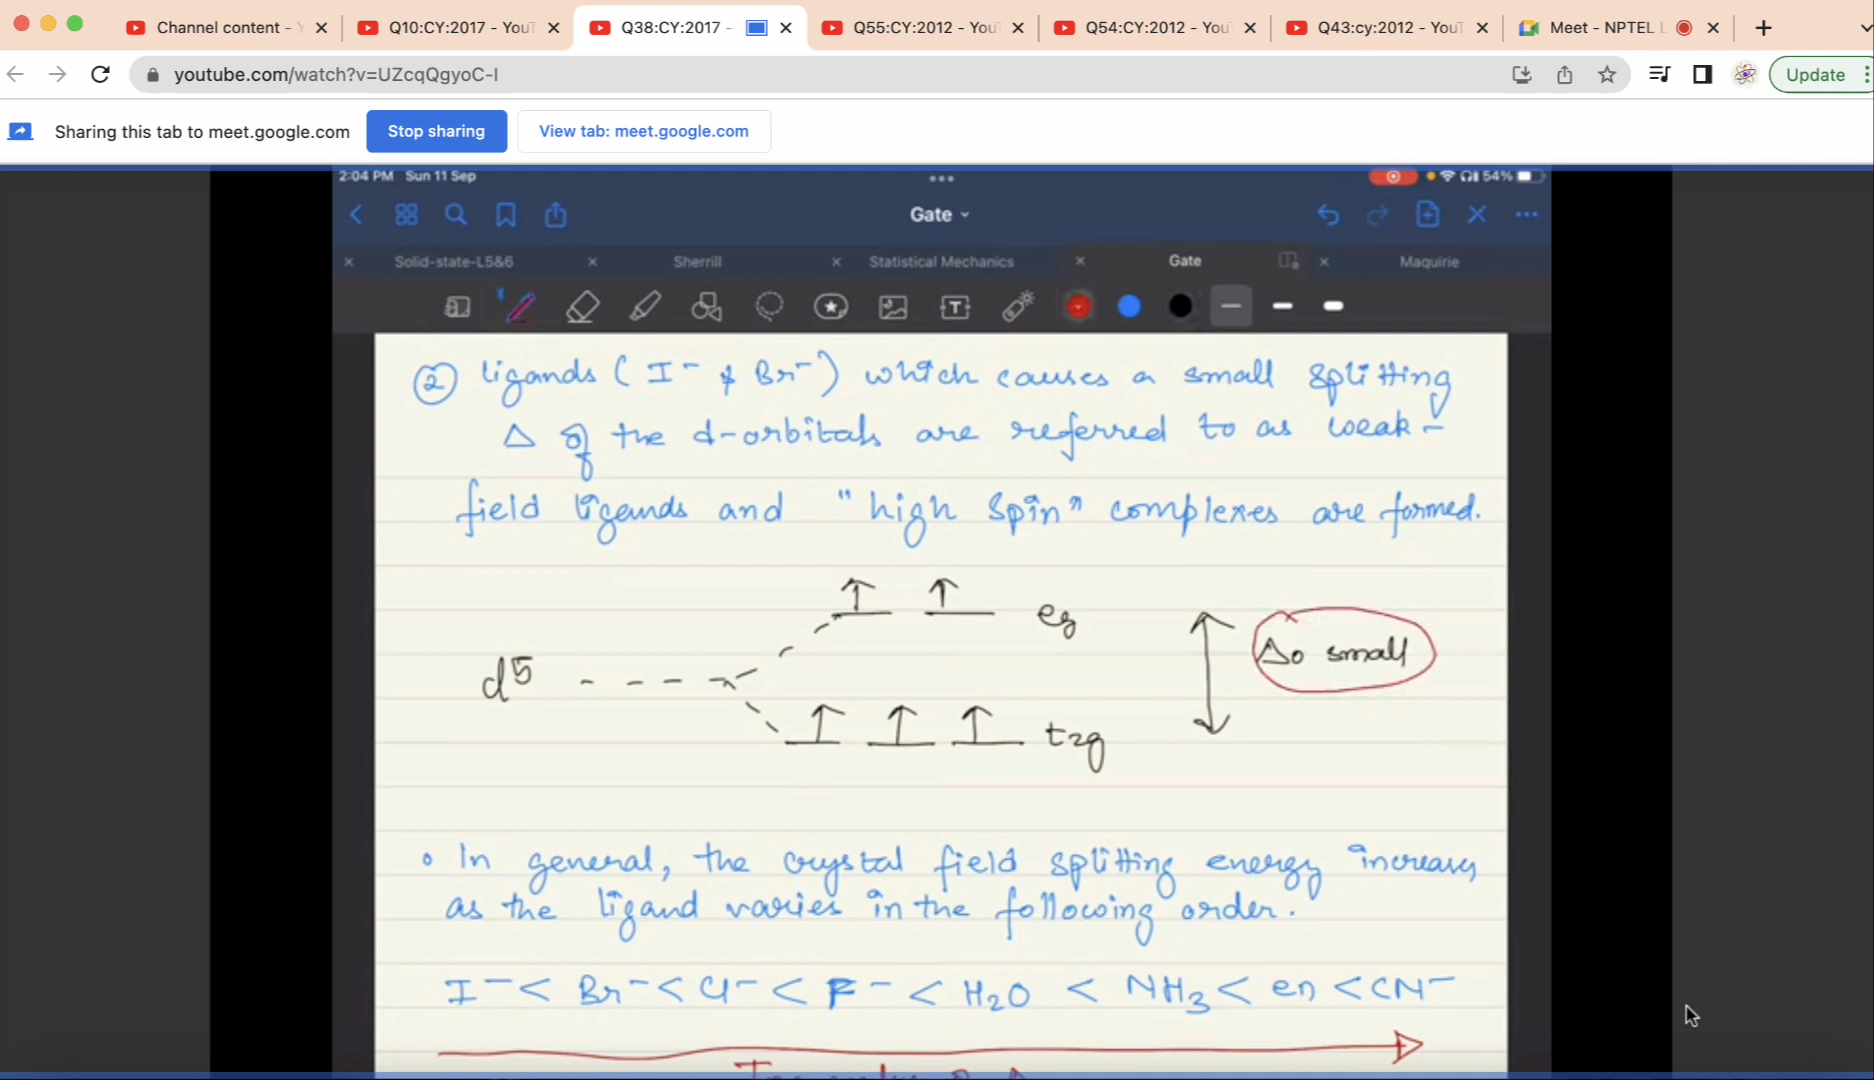 Channel content -
Q10:CY:2017 - YouT
Q38:CY:2017 -
Q55:CY:2012 - YouT
Q54:CY:2012 - YouT
Q43:cy:2012 - YouT
Meet - NPTEL L
youtube.com/watch?v=UZcqQgyoC-I
Update
Sharing this tab to meet.google.com
Stop sharing
View tab: meet.google.com
2:04 PM Sun 11 Sep
54%
Gate
Solid-state-L5&6
Sherrill
Statistical Mechanics
Gate
Maquirie
② ligands ( I⁻ & Br⁻) which causes a small splitting
Δ of the d-orbitals are referred to as weak-
field ligands and "high spin" complexes are formed.
eg
d5
Δo small
t2g
• In general, the crystal field splitting energy increases
as the ligand varies in the following order.
I⁻ < Br⁻ < Cl⁻ < F⁻ < H2O < NH3 < en < CN⁻